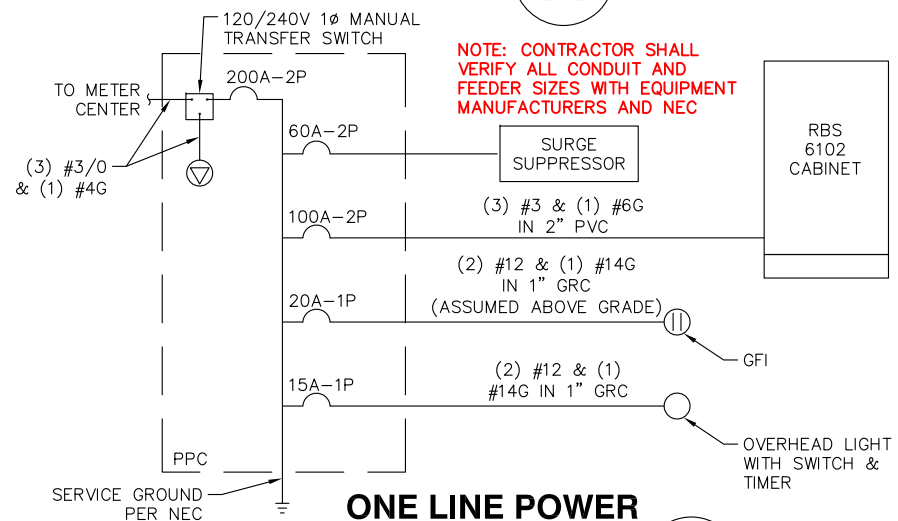 120/240V 1ø MANUAL
TRANSFER SWITCH
NOTE: CONTRACTOR SHALL
VERIFY ALL CONDUIT AND
FEEDER SIZES WITH EQUIPMENT
MANUFACTURERS AND NEC
TO METER
CENTER
200A-2P
(3) #3/0
& (1) #4G
60A-2P
SURGE
SUPPRESSOR
RBS
6102
CABINET
100A-2P
(3) #3 & (1) #6G
IN 2" PVC
20A-1P
(2) #12 & (1) #14G
IN 1" GRC
(ASSUMED ABOVE GRADE)
GFI
15A-1P
(2) #12 & (1)
#14G IN 1" GRC
OVERHEAD LIGHT
WITH SWITCH &
TIMER
PPC
SERVICE GROUND
PER NEC
ONE LINE POWER